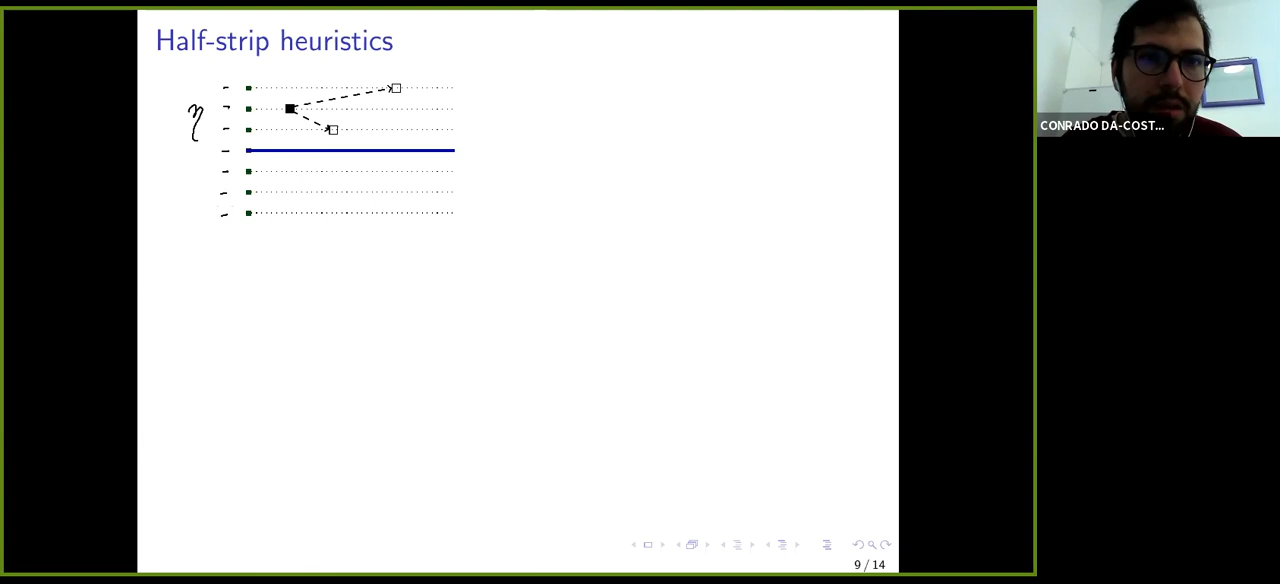 Half-strip heuristics
η
CONRADO DA-COST...
9 / 14